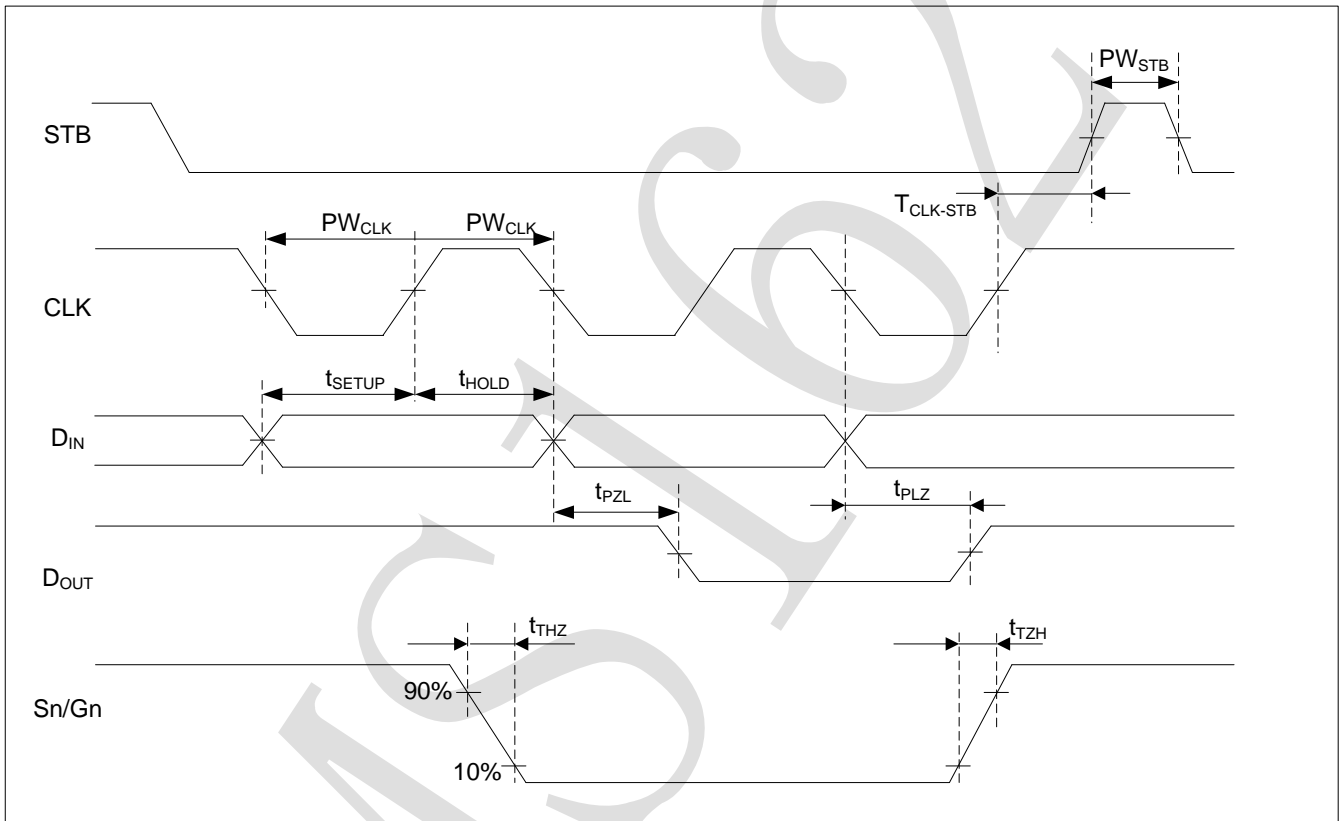 PW_STB
STB
T_CLK-STB
PW_CLK PW_CLK
CLK
t_SETUP t_HOLD
D_IN
t_PZL t_PLZ
D_OUT
t_THZ t_TZH
90%
Sn/Gn
10%